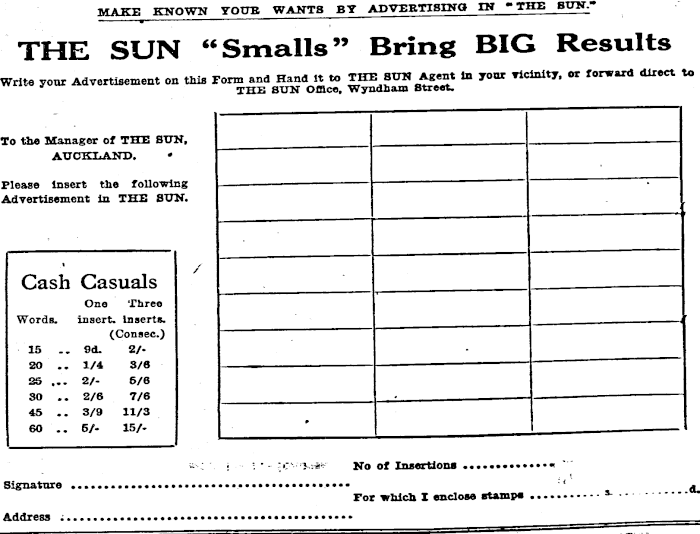 MAKE KNOWN YOUR WANTS BY ADVERTISING IN "THE SUN."
THE SUN "Smalls" Bring BIG Results
Write your Advertisement on this Form and Hand it to THE SUN Agent in your vicinity, or forward direct to
THE SUN Office, Wyndham Street.
To the Manager of THE SUN,
AUCKLAND.
Please insert the following
Advertisement in THE SUN.
Cash Casuals
One Three
Words. insert. inserts.
(Consec.)
15 .. 9d. 2/-
20 .. 1/4 3/6
25 ... 2/- 5/6
30 .. 2/6 7/6
45 .. 3/9 11/3
60 .. 5/- 15/-
No of Insertions ..............
Signature ............................................
For which I enclose stamps ........... s. ............d.
Address ..............................................